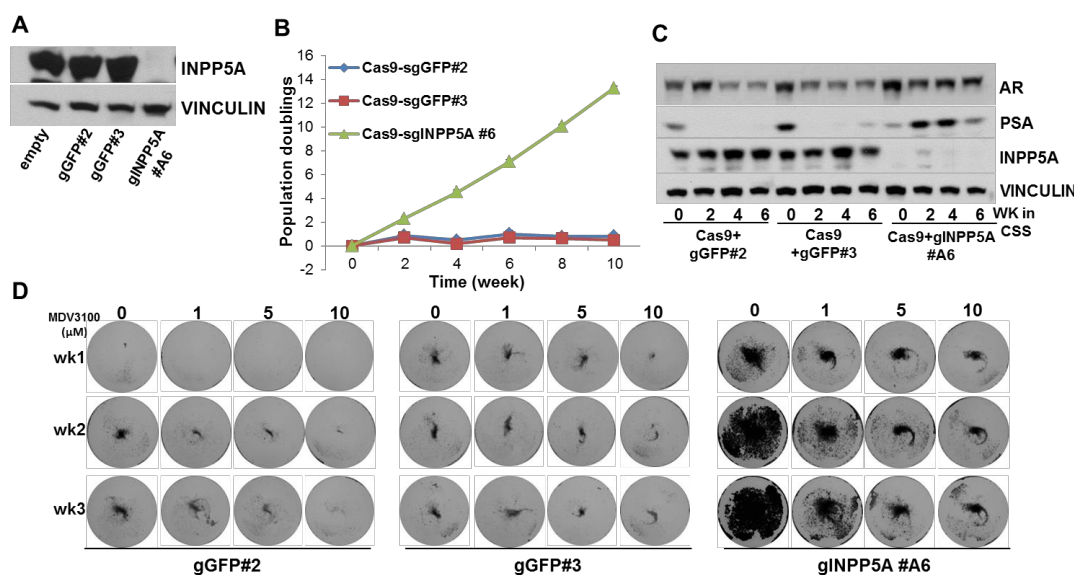 A
INPP5A
VINCULIN
empty
gGFP#2
gGFP#3
gINPP5A
#A6
B
Population doublings
16
14
12
10
8
6
4
2
0
-2
Cas9-sgGFP#2
Cas9-sgGFP#3
Cas9-sgINPP5A #6
0 2 4 6 8 10
Time (week)
C
AR
PSA
INPP5A
VINCULIN
0 2 4 6 0 2 4 6 0 2 4 6 WK in
CSS
Cas9+
gGFP#2
Cas9
+gGFP#3
Cas9+gINPP5A
#A6
D
MDV3100
(μM)
0 1 5 10 0 1 5 10 0 1 5 10
wk1
wk2
wk3
gGFP#2 gGFP#3 gINPP5A #A6